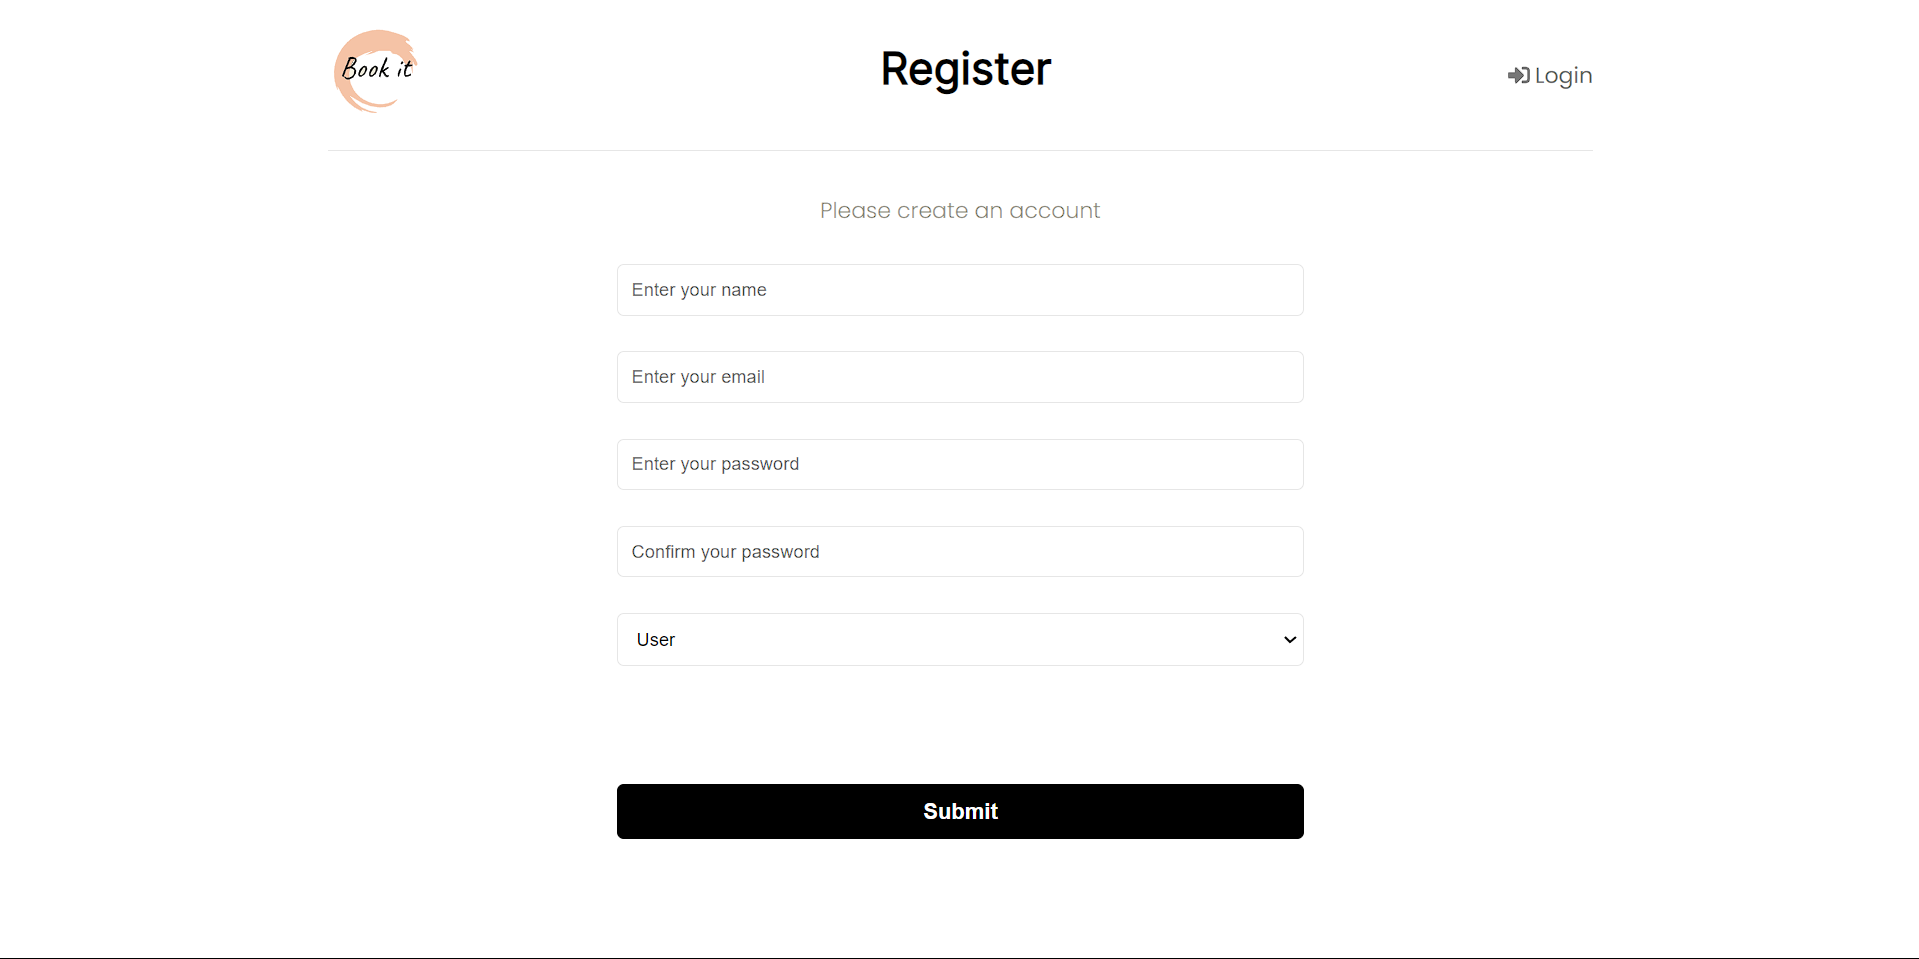 Book it
Register
Login
Please create an account
Enter your name
Enter your email
Enter your password
Confirm your password
User
Submit